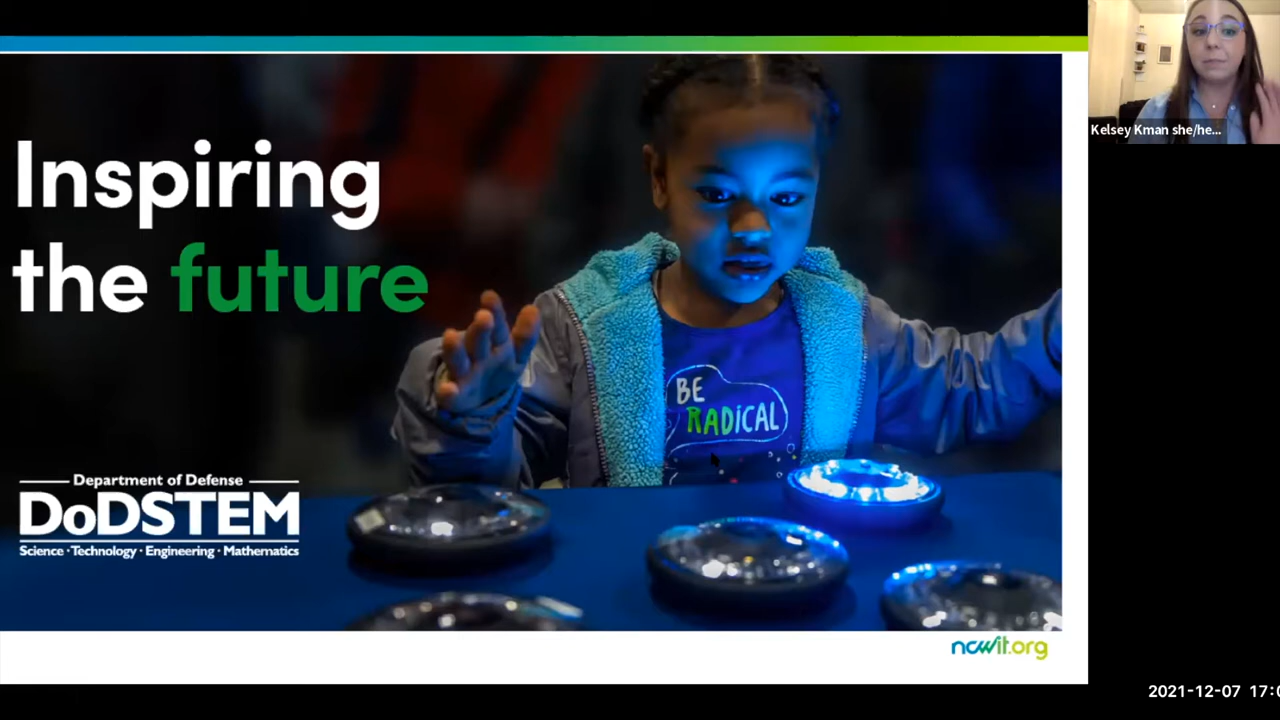 Inspiring
the future
BE
RADICAL
Department of Defense
DoDSTEM
Science · Technology · Engineering · Mathematics
ncwit.org
Kelsey Kman she/he...
2021-12-07 17:0